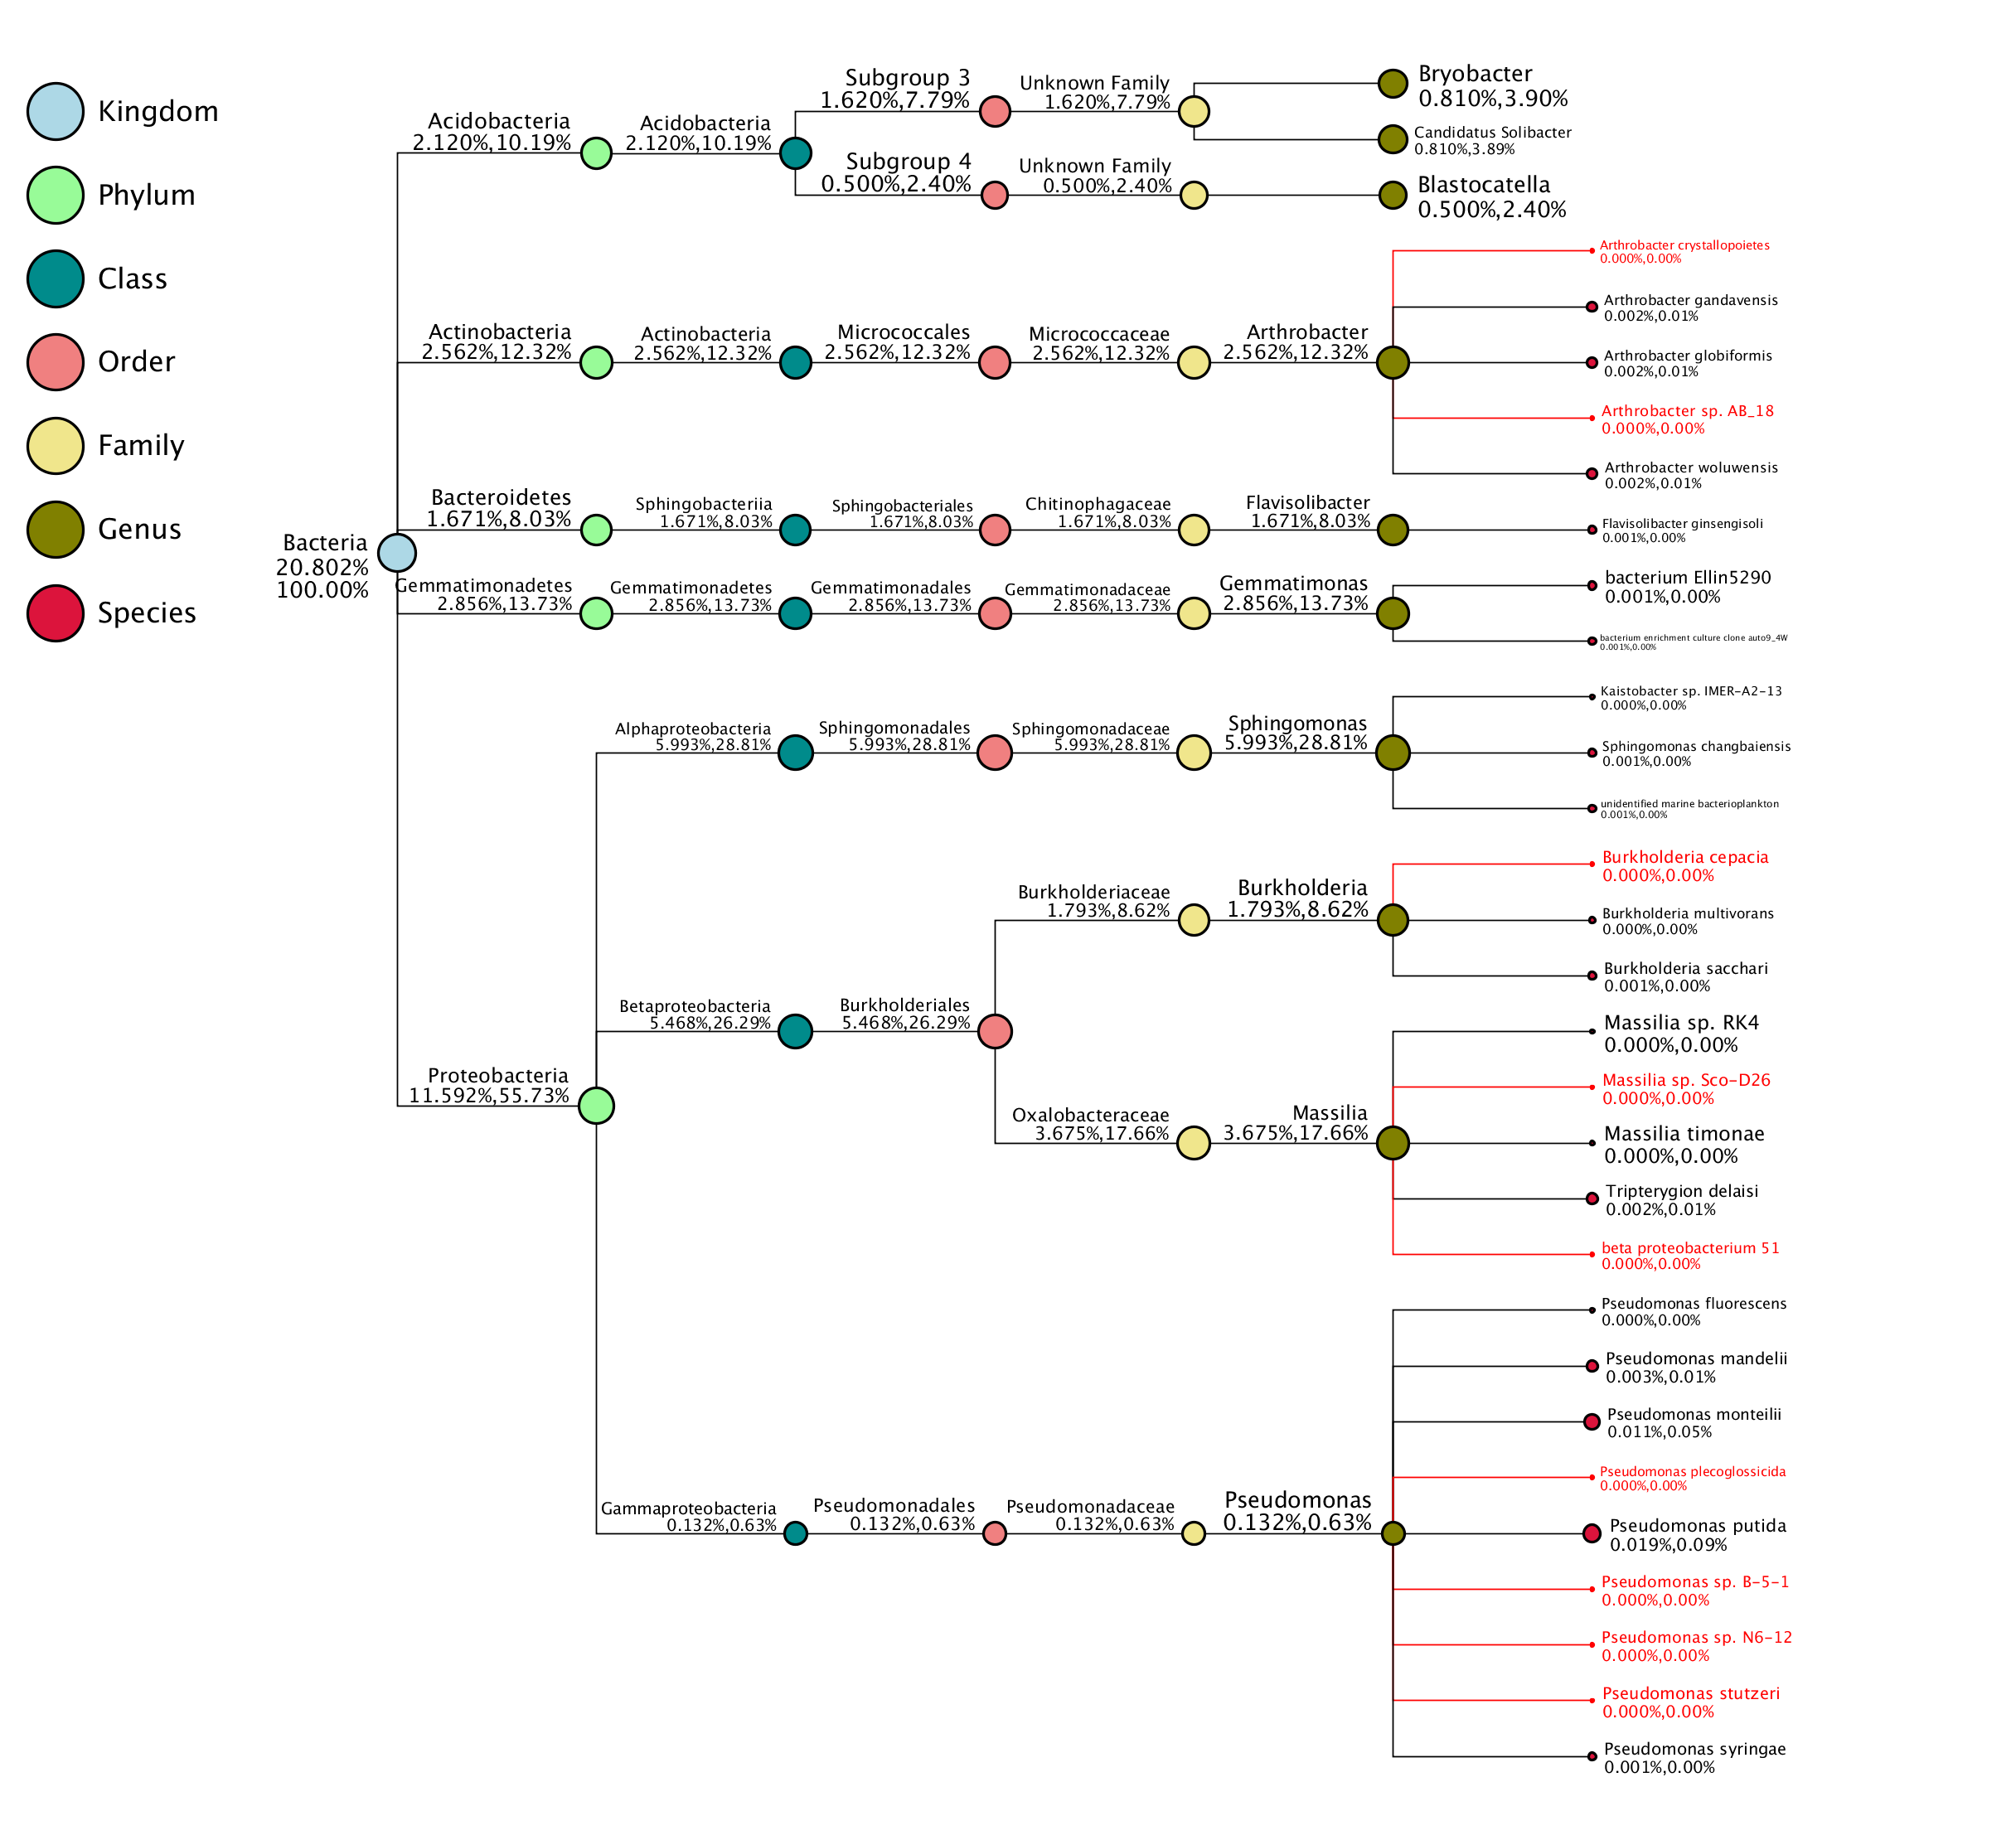 Kingdom
Phylum
Class
Order
Family
Genus
Species
Bacteria
20.802%
100.00%
Acidobacteria
2.120%,10.19%
Acidobacteria
2.120%,10.19%
Subgroup 3
1.620%,7.79%
Unknown Family
1.620%,7.79%
Bryobacter
0.810%,3.90%
Candidatus Solibacter
0.810%,3.89%
Subgroup 4
0.500%,2.40%
Unknown Family
0.500%,2.40%
Blastocatella
0.500%,2.40%
Actinobacteria
2.562%,12.32%
Actinobacteria
2.562%,12.32%
Micrococcales
2.562%,12.32%
Micrococcaceae
2.562%,12.32%
Arthrobacter
2.562%,12.32%
Arthrobacter crystallopoietes
0.000%,0.00%
Arthrobacter gandavensis
0.002%,0.01%
Arthrobacter globiformis
0.002%,0.01%
Arthrobacter sp. AB_18
0.000%,0.00%
Arthrobacter woluwensis
0.002%,0.01%
Bacteroidetes
1.671%,8.03%
Sphingobacteriia
1.671%,8.03%
Sphingobacteriales
1.671%,8.03%
Chitinophagaceae
1.671%,8.03%
Flavisolibacter
1.671%,8.03%
Flavisolibacter ginsengisoli
0.001%,0.00%
Gemmatimonadetes
2.856%,13.73%
Gemmatimonadetes
2.856%,13.73%
Gemmatimonadales
2.856%,13.73%
Gemmatimonadaceae
2.856%,13.73%
Gemmatimonas
2.856%,13.73%
bacterium Ellin5290
0.001%,0.00%
bacterium enrichment culture clone auto9_4W
0.001%,0.00%
Proteobacteria
11.592%,55.73%
Alphaproteobacteria
5.993%,28.81%
Sphingomonadales
5.993%,28.81%
Sphingomonadaceae
5.993%,28.81%
Sphingomonas
5.993%,28.81%
Kaistobacter sp. IMER-A2-13
0.000%,0.00%
Sphingomonas changbaiensis
0.001%,0.00%
unidentified marine bacterioplankton
0.001%,0.00%
Betaproteobacteria
5.468%,26.29%
Burkholderiales
5.468%,26.29%
Burkholderiaceae
1.793%,8.62%
Burkholderia
1.793%,8.62%
Burkholderia cepacia
0.000%,0.00%
Burkholderia multivorans
0.000%,0.00%
Burkholderia sacchari
0.001%,0.00%
Oxalobacteraceae
3.675%,17.66%
Massilia
3.675%,17.66%
Massilia sp. RK4
0.000%,0.00%
Massilia sp. Sco-D26
0.000%,0.00%
Massilia timonae
0.000%,0.00%
Tripterygion delaisi
0.002%,0.01%
beta proteobacterium 51
0.000%,0.00%
Gammaproteobacteria
0.132%,0.63%
Pseudomonadales
0.132%,0.63%
Pseudomonadaceae
0.132%,0.63%
Pseudomonas
0.132%,0.63%
Pseudomonas fluorescens
0.000%,0.00%
Pseudomonas mandelii
0.003%,0.01%
Pseudomonas monteilii
0.011%,0.05%
Pseudomonas plecoglossicida
0.000%,0.00%
Pseudomonas putida
0.019%,0.09%
Pseudomonas sp. B-5-1
0.000%,0.00%
Pseudomonas sp. N6-12
0.000%,0.00%
Pseudomonas stutzeri
0.000%,0.00%
Pseudomonas syringae
0.001%,0.00%